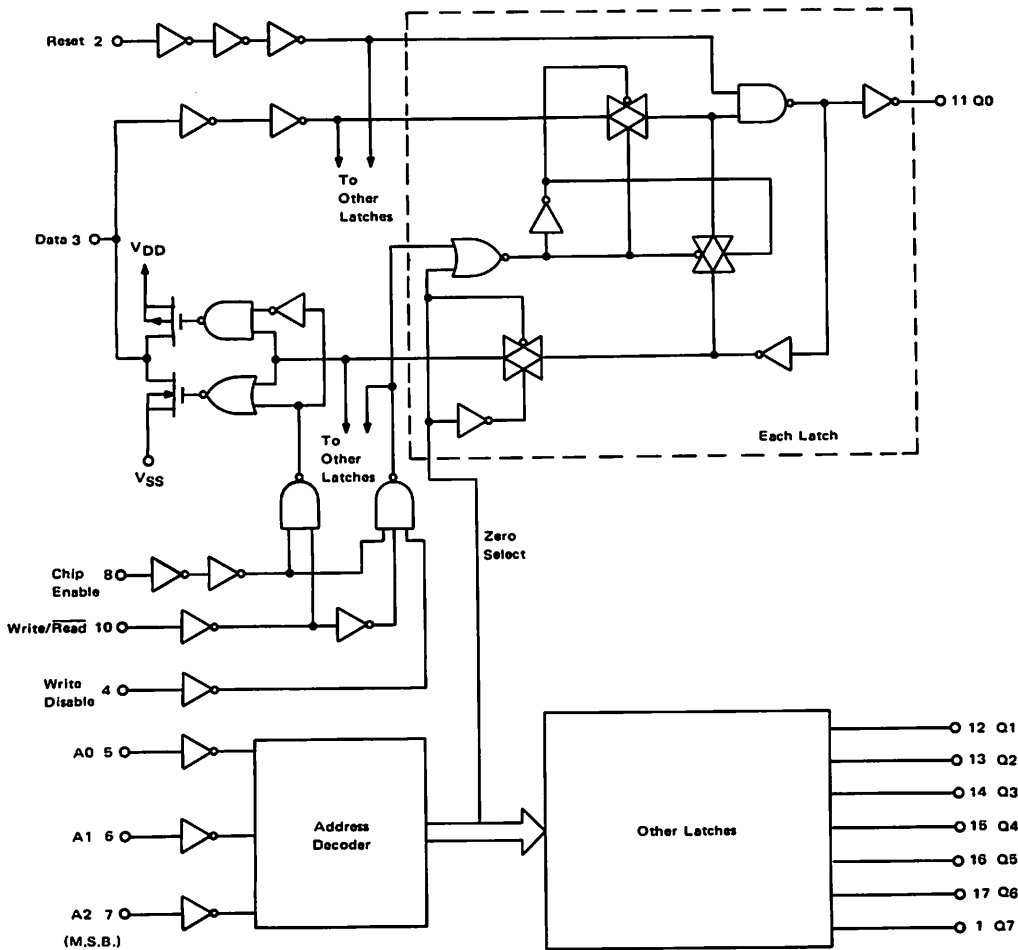 Reset 2
11 Q0
To
Other
Latches
Data 3
VDD
VSS
To
Other
Latches
Each Latch
Zero
Select
Chip 8
Enable
Write/Read 10
Write 4
Disable
A0 5
A1 6
A2 7
(M.S.B.)
Address
Decoder
Other Latches
12 Q1
13 Q2
14 Q3
15 Q4
16 Q5
17 Q6
1 Q7